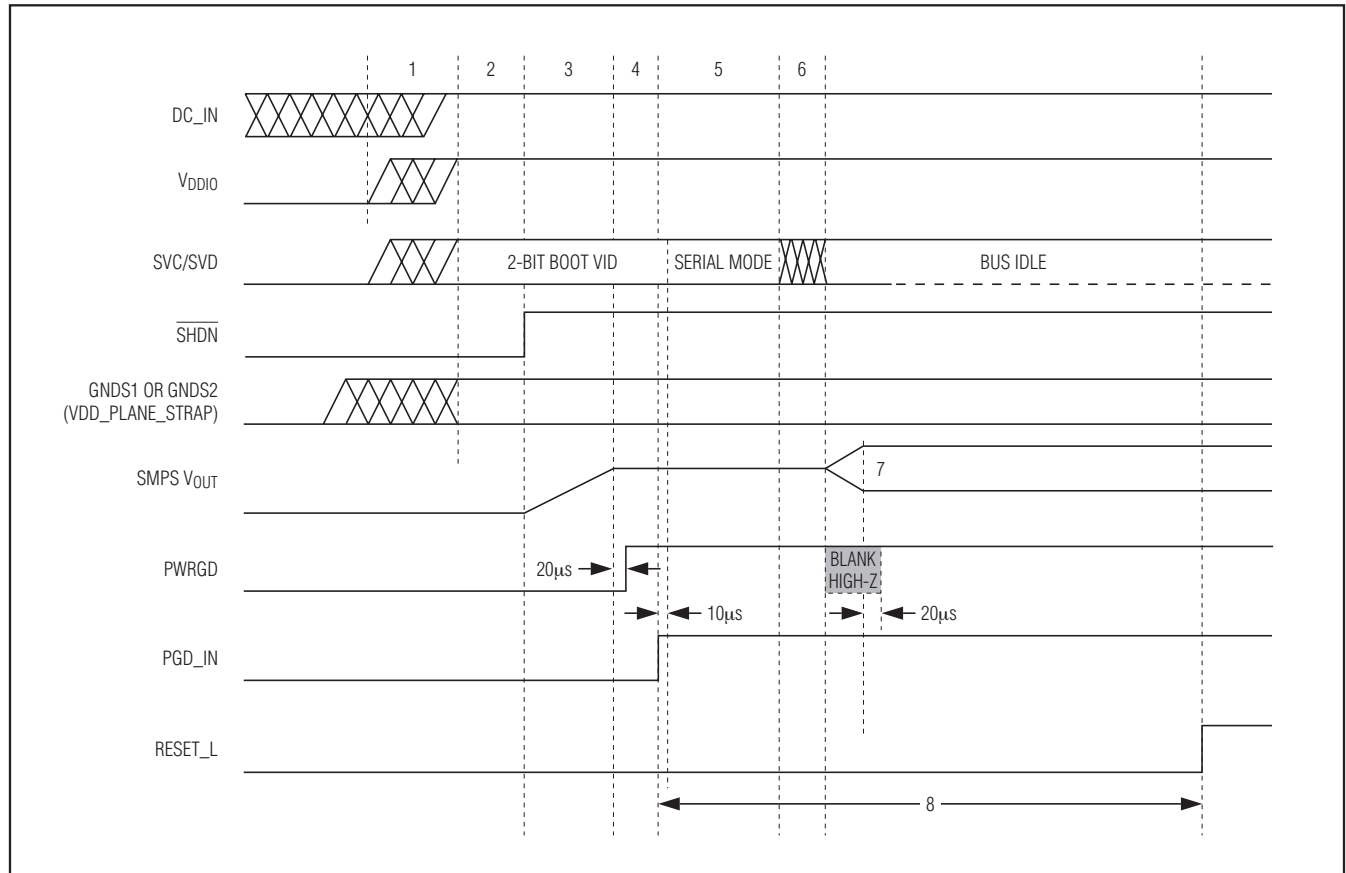 1 2 3 4 5 6
DC_IN
VDDIO
SVC/SVD 2-BIT BOOT VID SERIAL MODE BUS IDLE
SHDN
GNDS1 OR GNDS2
(VDD_PLANE_STRAP)
SMPS VOUT 7
PWRGD 20μs BLANK
HIGH-Z
10μs 20μs
PGD_IN
RESET_L
8